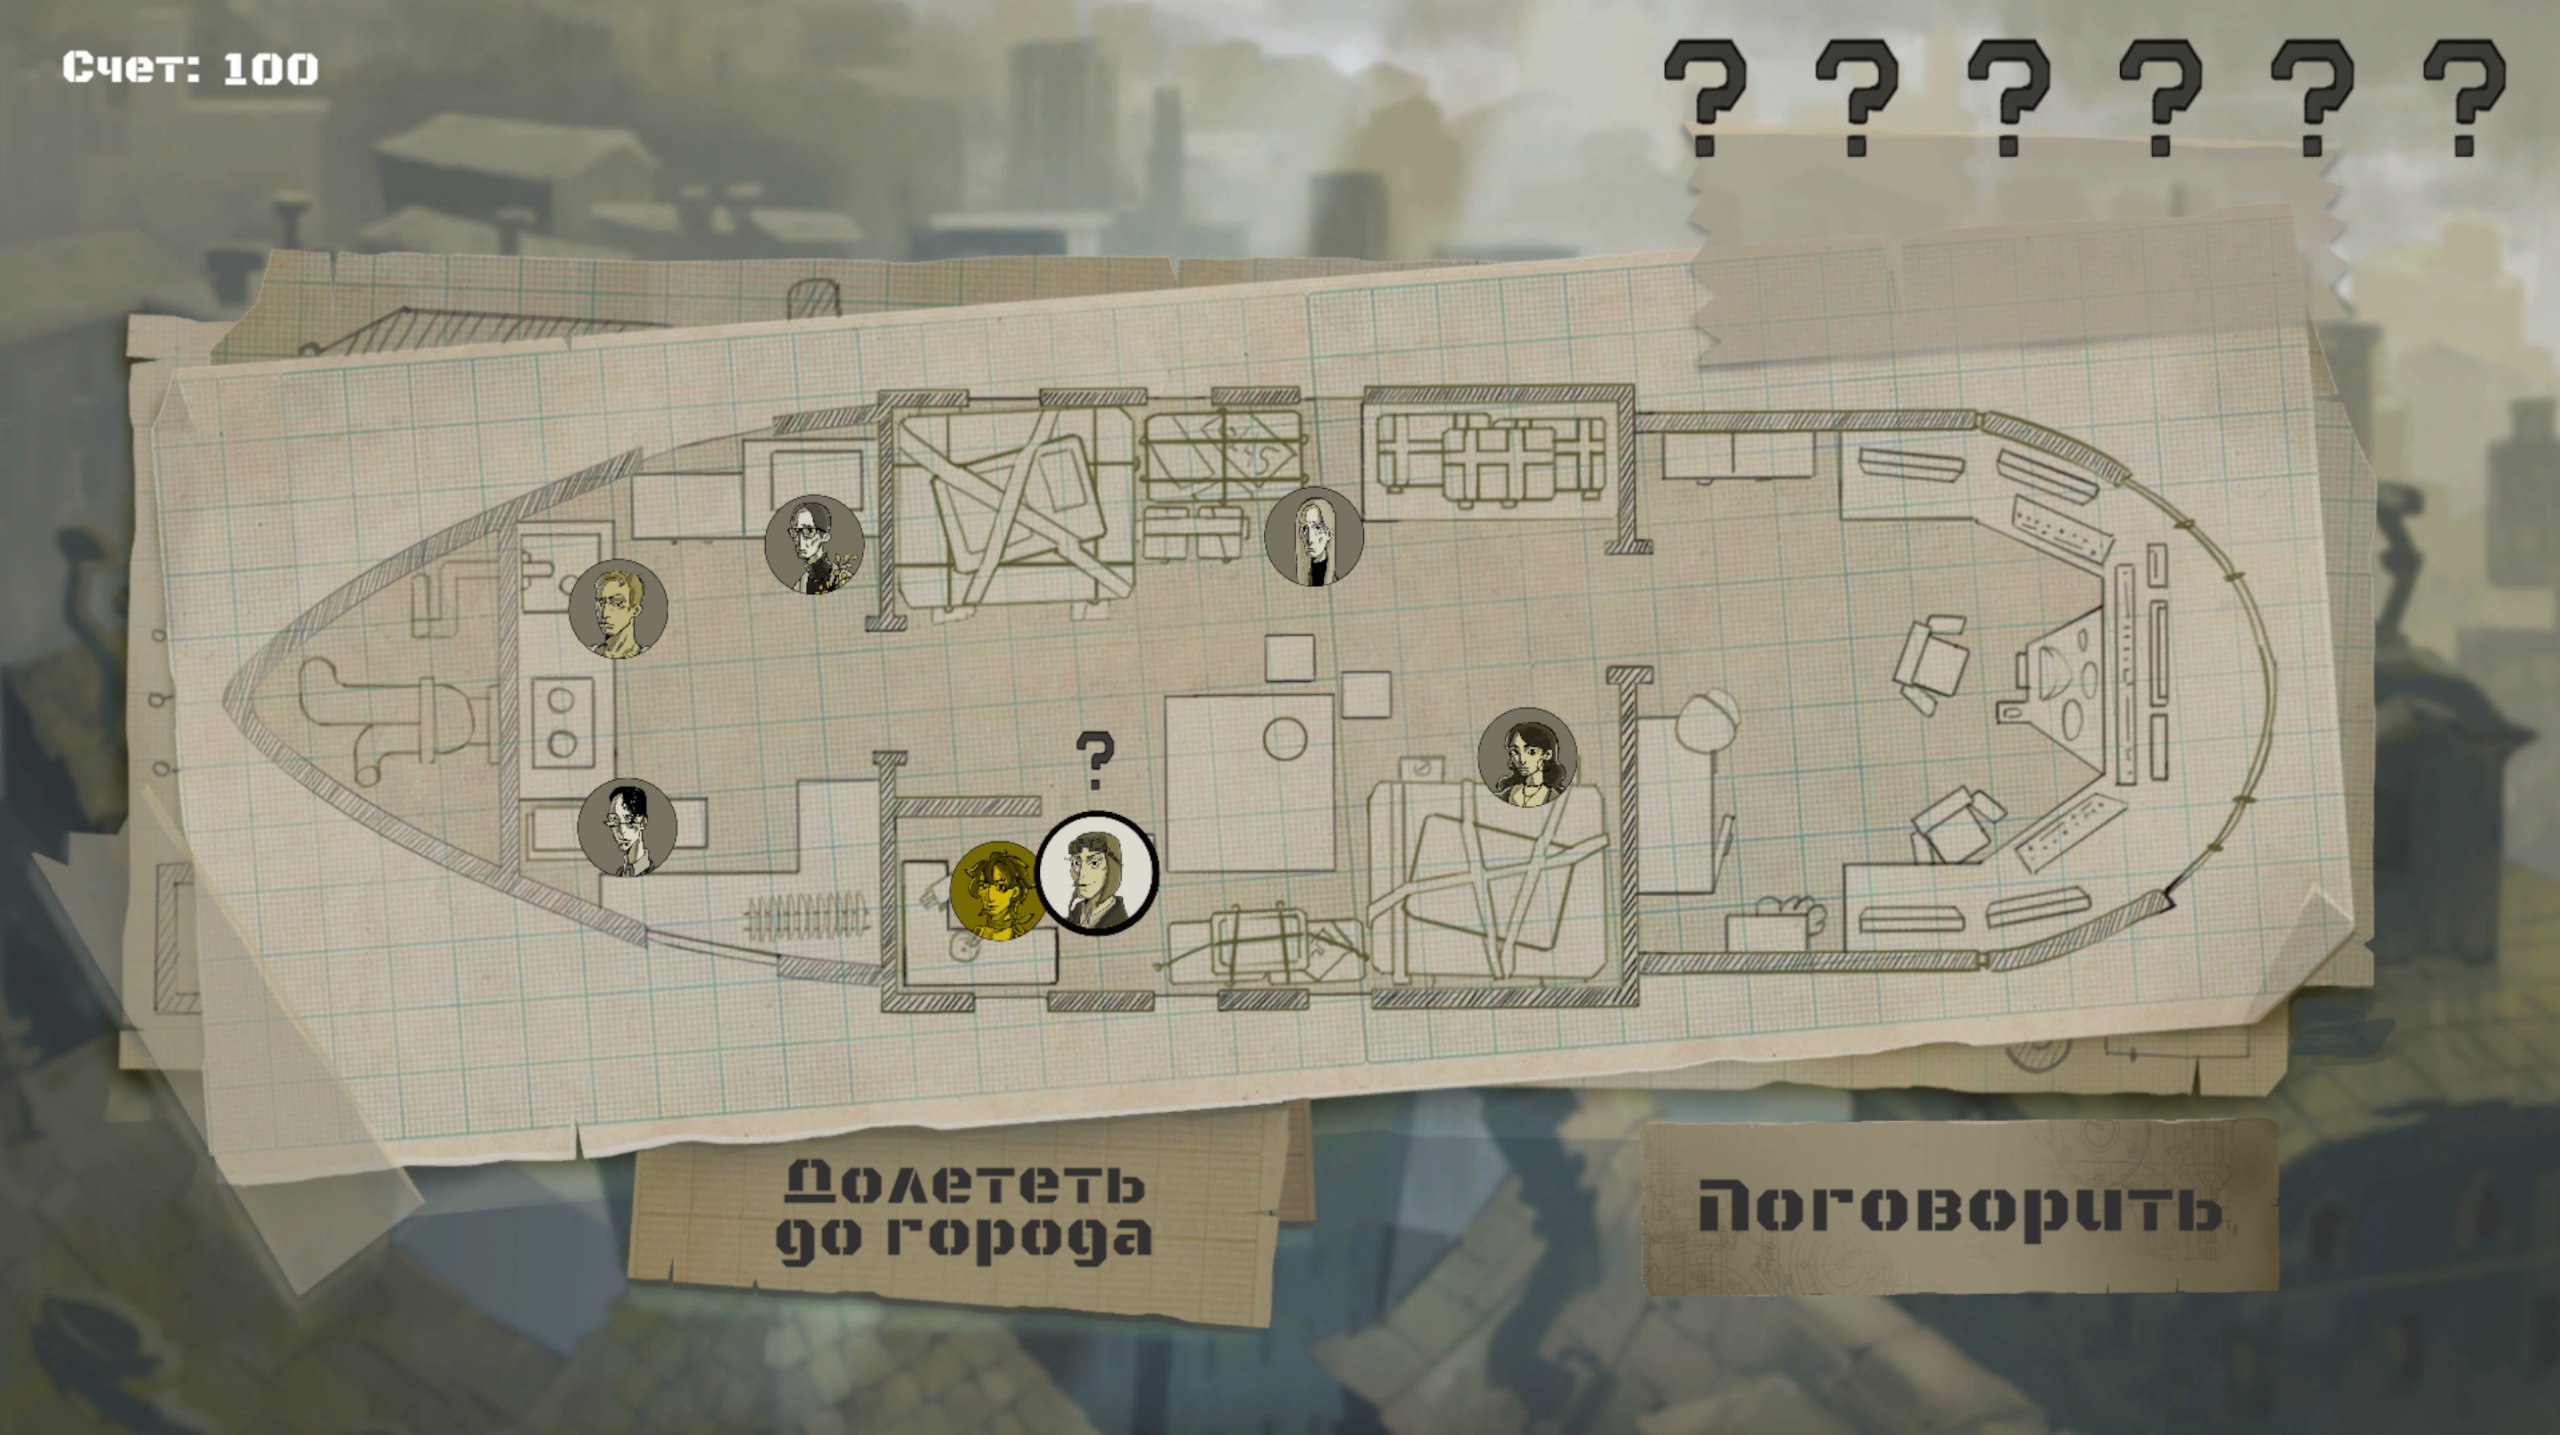 Счет: 100
? ? ? ? ? ?
?
Долететь
до города
Поговорить